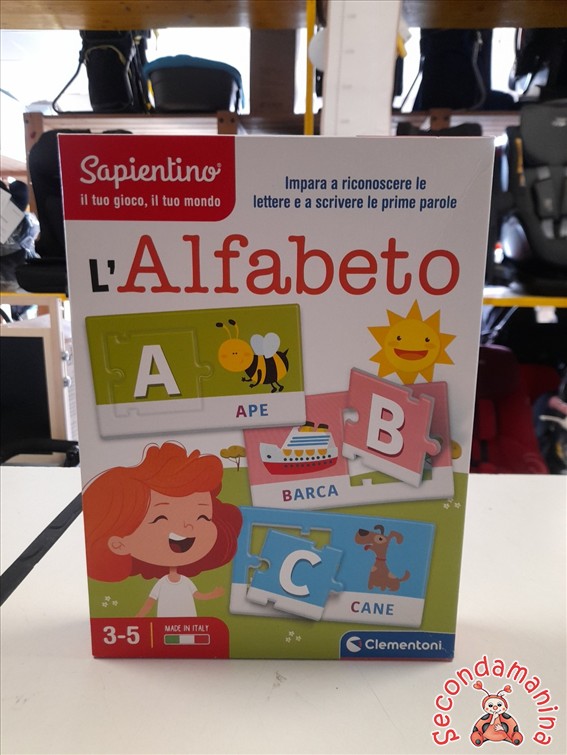 Sapientino®
il tuo gioco, il tuo mondo
Impara a riconoscere le
lettere e a scrivere le prime parole
L'Alfabeto
A
APE
B
BARCA
C
CANE
3-5
MADE IN ITALY
Clementoni®
Secondamanina